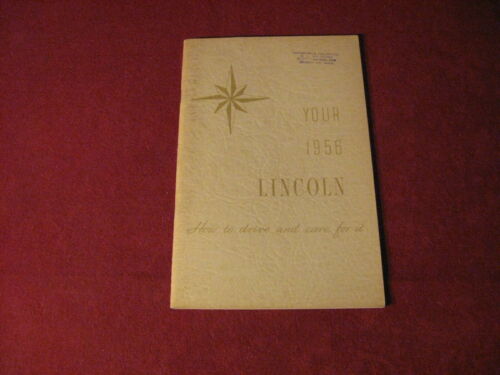 YOUR
1956
LINCOLN
How to drive and care for it